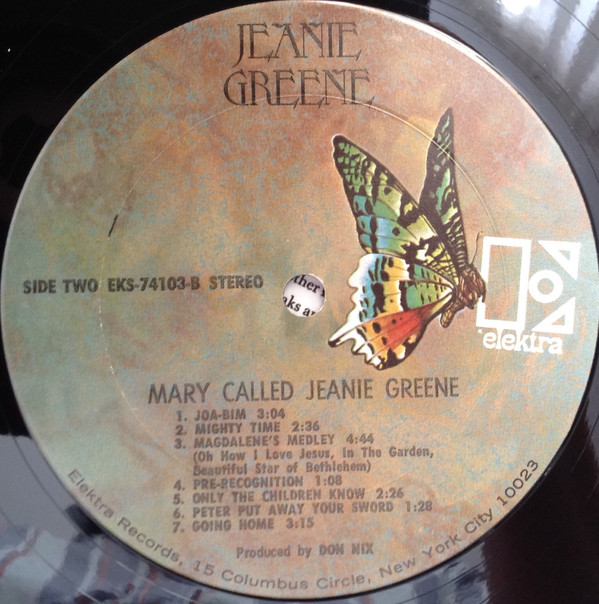 JEANIE
GREENE
SIDE TWO EKS-74103-B STEREO
elektra
MARY CALLED JEANIE GREENE
1. JOA-BIM 3:04
2. MIGHTY TIME 2:36
3. MAGDALENE'S MEDLEY 4:44
(Oh How I Love Jesus, In The Garden,
Beautiful Star of Bethlehem)
4. PRE-RECOGNITION 1:08
5. ONLY THE CHILDREN KNOW 2:26
6. PETER PUT AWAY YOUR SWORD 1:28
7. GOING HOME 3:15
Produced by DON NIX
Elektra Records, 15 Columbus Circle, New York City 10023